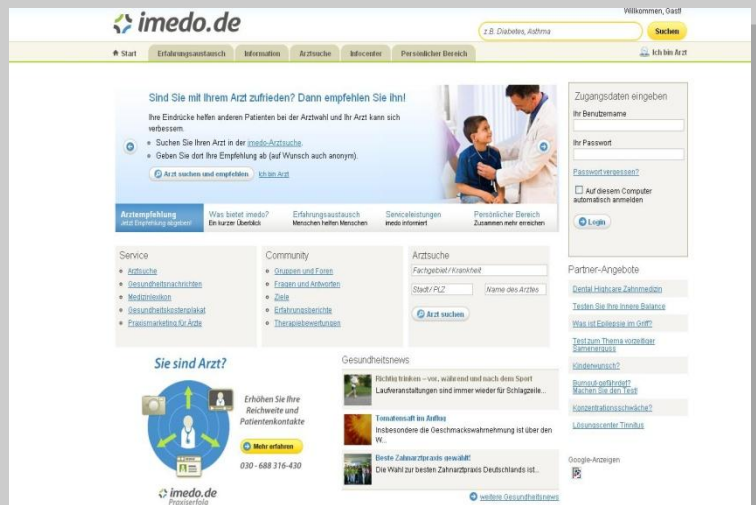 Willkommen, Gast!
imedo.de
z.B. Diabetes, Asthma
Suchen
Start
Erfahrungsaustausch
Information
Arztsuche
Infocenter
Persönlicher Bereich
Ich bin Arzt
Sind Sie mit Ihrem Arzt zufrieden? Dann empfehlen Sie ihn!
Ihre Eindrücke helfen anderen Patienten bei der Arztwahl und Ihr Arzt kann sich
verbessern.
Suchen Sie Ihren Arzt in der imedo-Arztsuche.
Geben Sie dort Ihre Empfehlung ab (auf Wunsch auch anonym).
Arzt suchen und empfehlen
Ich bin Arzt
Arztempfehlung
Jetzt Empfehlung abgeben!
Was bietet imedo?
Ein kurzer Überblick
Erfahrungsaustausch
Menschen helfen Menschen
Serviceleistungen
imedo informiert
Persönlicher Bereich
Zusammen mehr erreichen
Zugangsdaten eingeben
Ihr Benutzername
Ihr Passwort
Passwort vergessen?
Auf diesem Computer
automatisch anmelden
Login
Service
Arztsuche
Gesundheitsnachrichten
Medizinlexikon
Gesundheitskostenplakat
Praxismarketing für Ärzte
Community
Gruppen und Foren
Fragen und Antworten
Ziele
Erfahrungsberichte
Therapiebewertungen
Arztsuche
Fachgebiet / Krankheit
Stadt / PLZ
Name des Arztes
Arzt suchen
Partner-Angebote
Dental Highcare Zahnmedizin
Testen Sie Ihre Innere Balance
Was ist Epilepsie im Griff?
Test zum Thema vorzeitiger
Samenerguss
Kinderwunsch?
Burnout-gefährdet?
Machen Sie den Test!
Konzentrationsschwäche?
Lösungscenter Tinnitus
Google-Anzeigen
Sie sind Arzt?
Erhöhen Sie Ihre
Reichweite und
Patientenkontakte
Mehr erfahren
030 - 688 316-430
imedo.de
Praxiserfolg
Gesundheitsnews
Richtig trinken – vor, während und nach dem Sport
Laufveranstaltungen sind immer wieder für Schlagzeile...
Tomatensaft im Anflug
Insbesondere die Geschmackswahrnehmung ist über den
W...
Beste Zahnarztpraxis gewählt!
Die Wahl zur besten Zahnarztpraxis Deutschlands ist...
weitere Gesundheitsnews